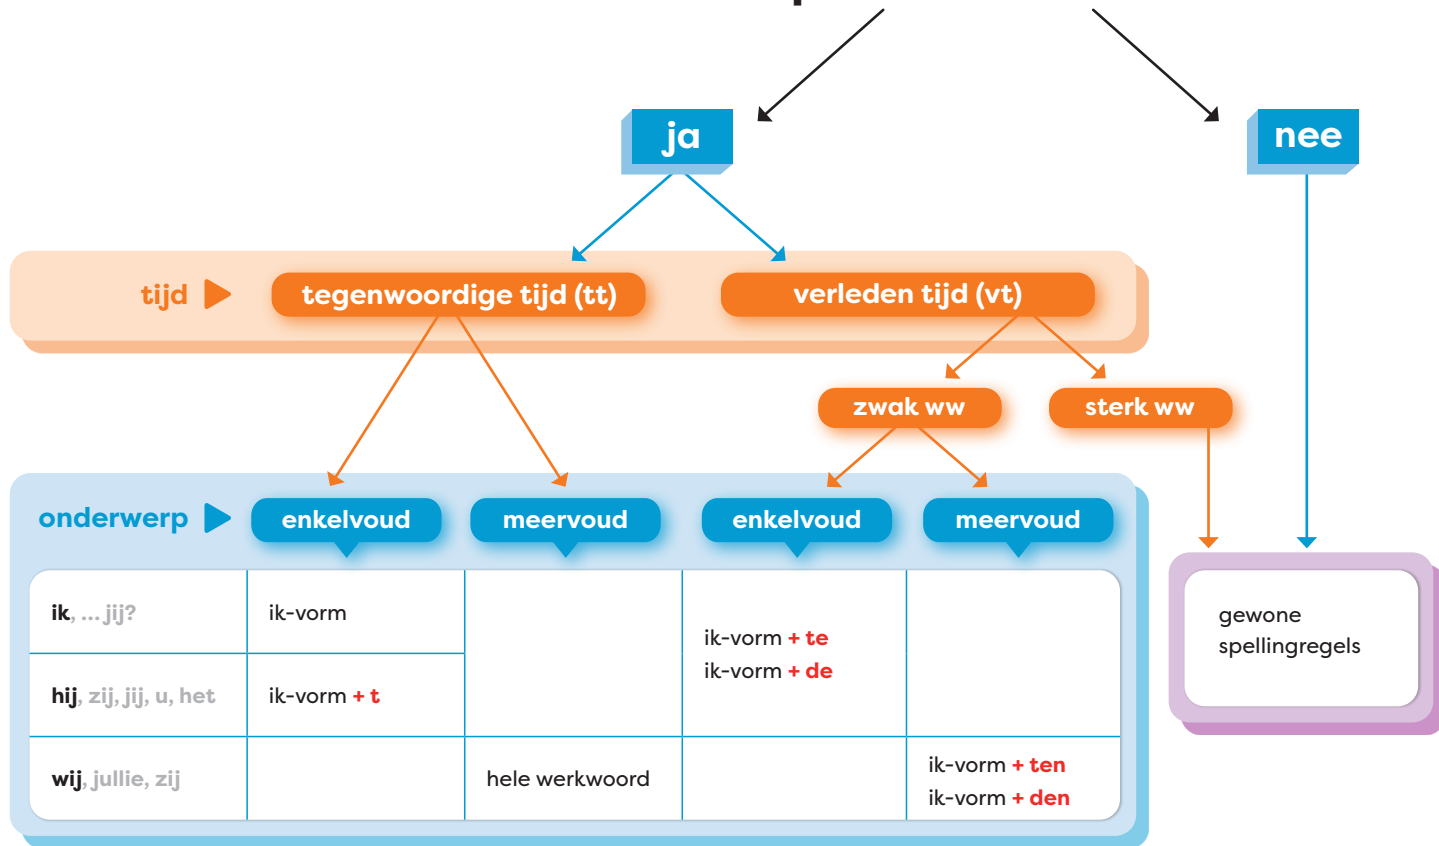 ja
nee
tijd
tegenwoordige tijd (tt)
verleden tijd (vt)
zwak ww
sterk ww
onderwerp
enkelvoud
meervoud
enkelvoud
meervoud
ik, ... jij?
ik-vorm
ik-vorm + te
ik-vorm + de
hij, zij, jij, u, het
ik-vorm + t
wij, jullie, zij
hele werkwoord
ik-vorm + ten
ik-vorm + den
gewone
spellingregels